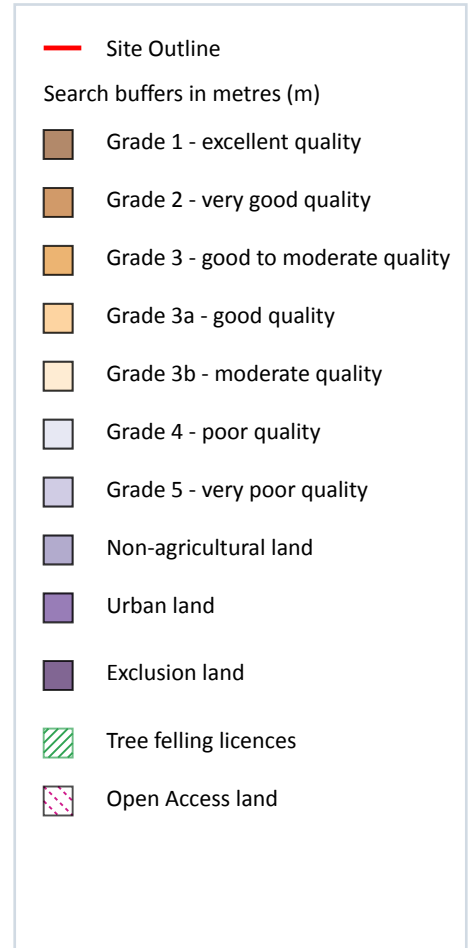 Site Outline
Search buffers in metres (m)
Grade 1 - excellent quality
Grade 2 - very good quality
Grade 3 - good to moderate quality
Grade 3a - good quality
Grade 3b - moderate quality
Grade 4 - poor quality
Grade 5 - very poor quality
Non-agricultural land
Urban land
Exclusion land
Tree felling licences
Open Access land